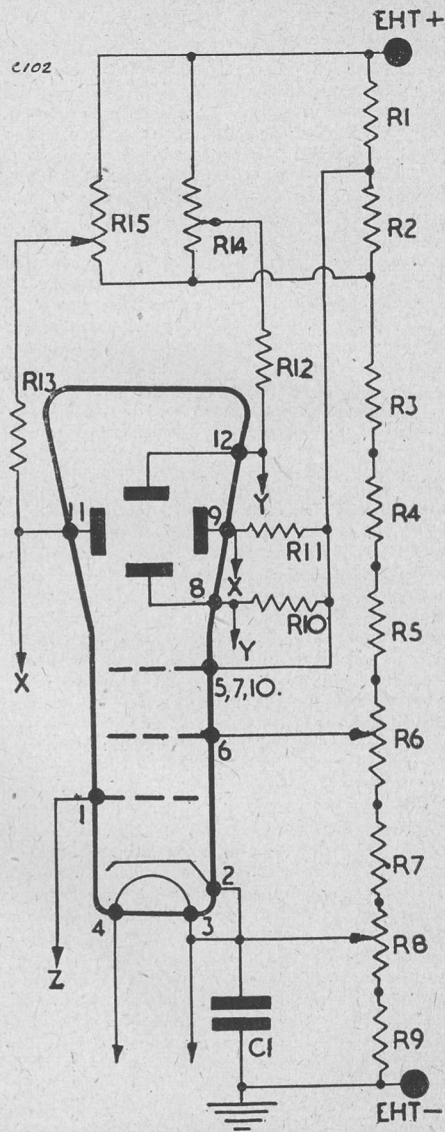 EHT+
C102
R1
R15
R14
R2
R13
R12
R3
12
11
9
Y
R4
R11
X
8
R10
R5
Y
X
5,7,10.
6
R6
1
R7
2
4
3
R8
Z
C1
R9
EHT-